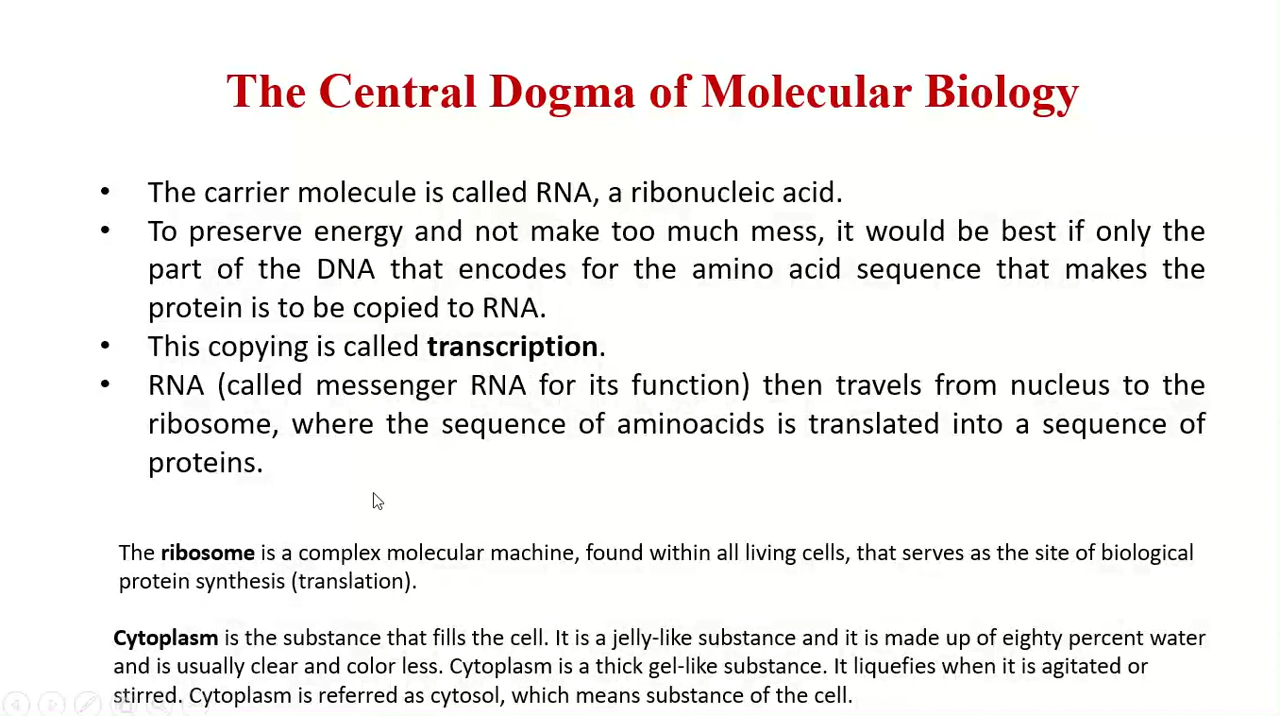 The Central Dogma of Molecular Biology
• The carrier molecule is called RNA, a ribonucleic acid.
• To preserve energy and not make too much mess, it would be best if only the
part of the DNA that encodes for the amino acid sequence that makes the
protein is to be copied to RNA.
• This copying is called transcription.
• RNA (called messenger RNA for its function) then travels from nucleus to the
ribosome, where the sequence of aminoacids is translated into a sequence of
proteins.
The ribosome is a complex molecular machine, found within all living cells, that serves as the site of biological
protein synthesis (translation).
Cytoplasm is the substance that fills the cell. It is a jelly-like substance and it is made up of eighty percent water
and is usually clear and color less. Cytoplasm is a thick gel-like substance. It liquefies when it is agitated or
stirred. Cytoplasm is referred as cytosol, which means substance of the cell.